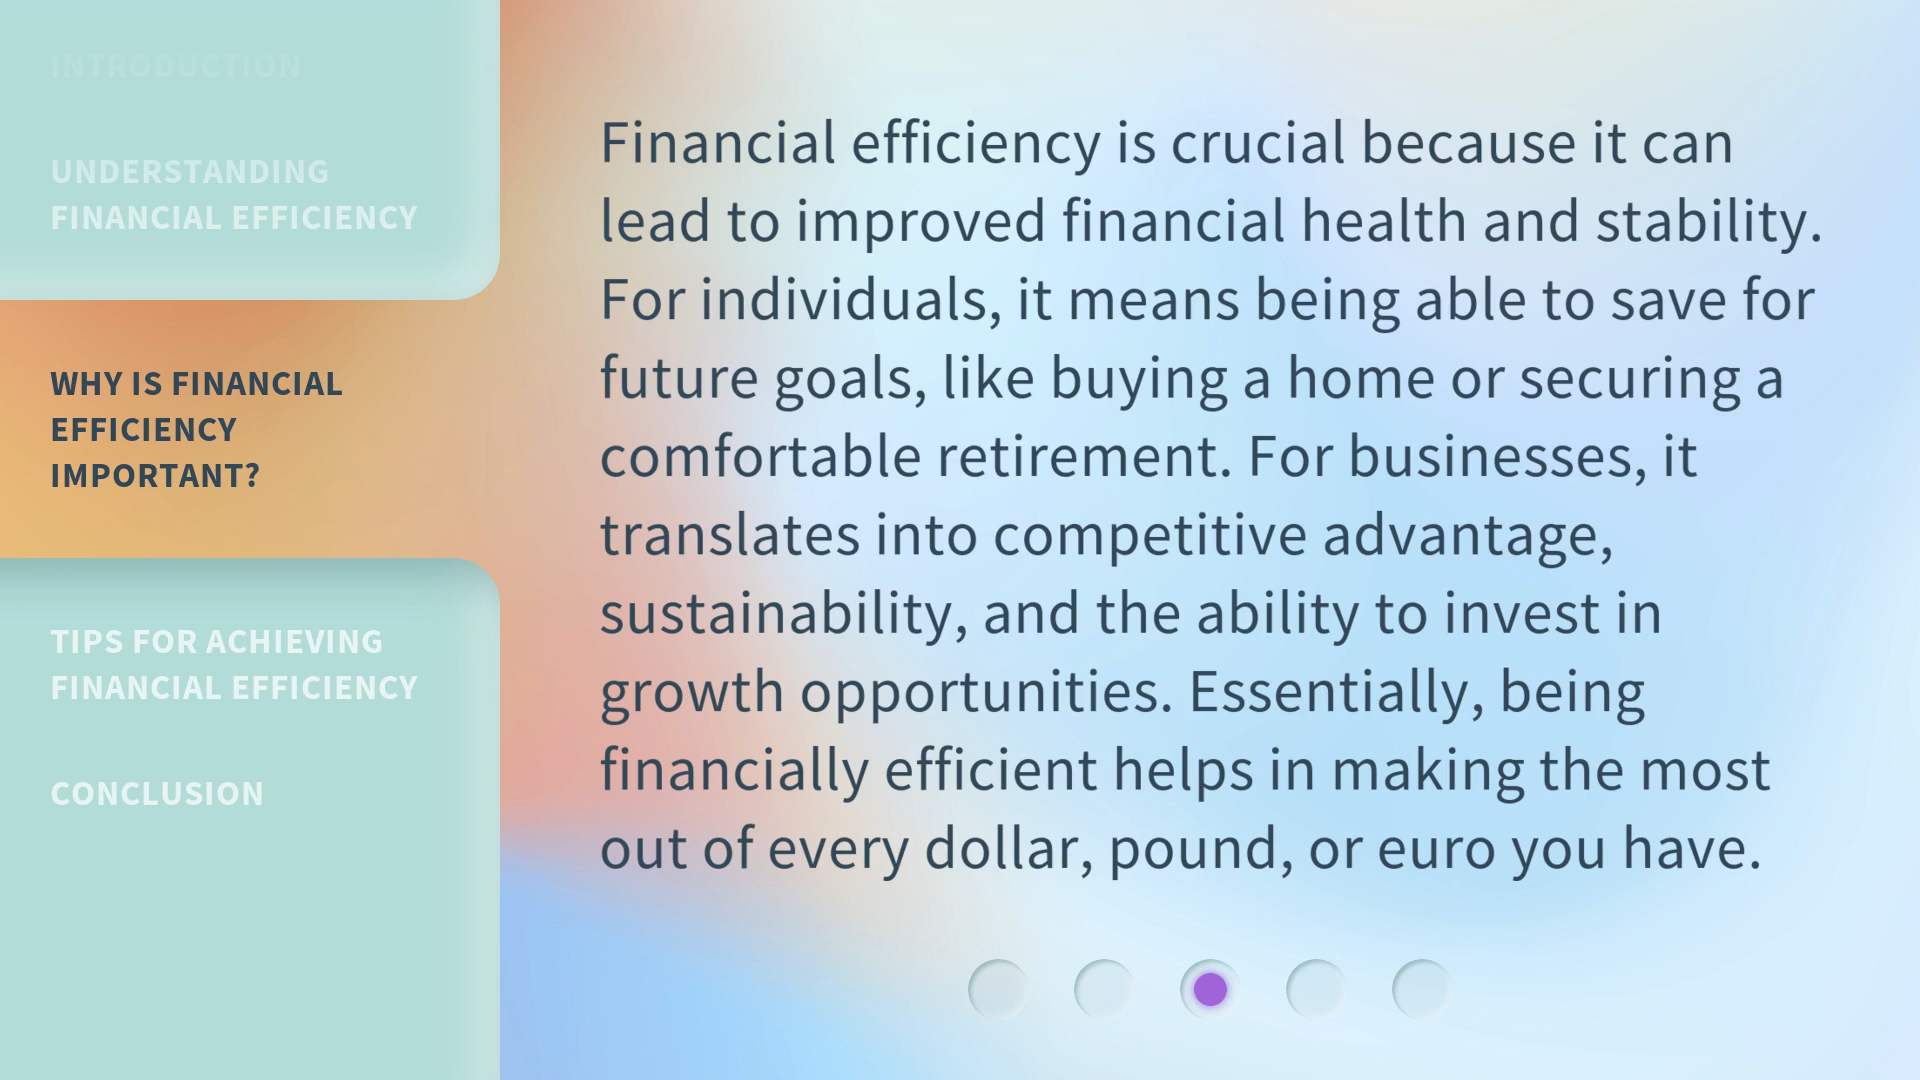 INTRODUCTION
UNDERSTANDING
FINANCIAL EFFICIENCY
WHY IS FINANCIAL
EFFICIENCY
IMPORTANT?
TIPS FOR ACHIEVING
FINANCIAL EFFICIENCY
CONCLUSION
Financial efficiency is crucial because it can
lead to improved financial health and stability.
For individuals, it means being able to save for
future goals, like buying a home or securing a
comfortable retirement. For businesses, it
translates into competitive advantage,
sustainability, and the ability to invest in
growth opportunities. Essentially, being
financially efficient helps in making the most
out of every dollar, pound, or euro you have.